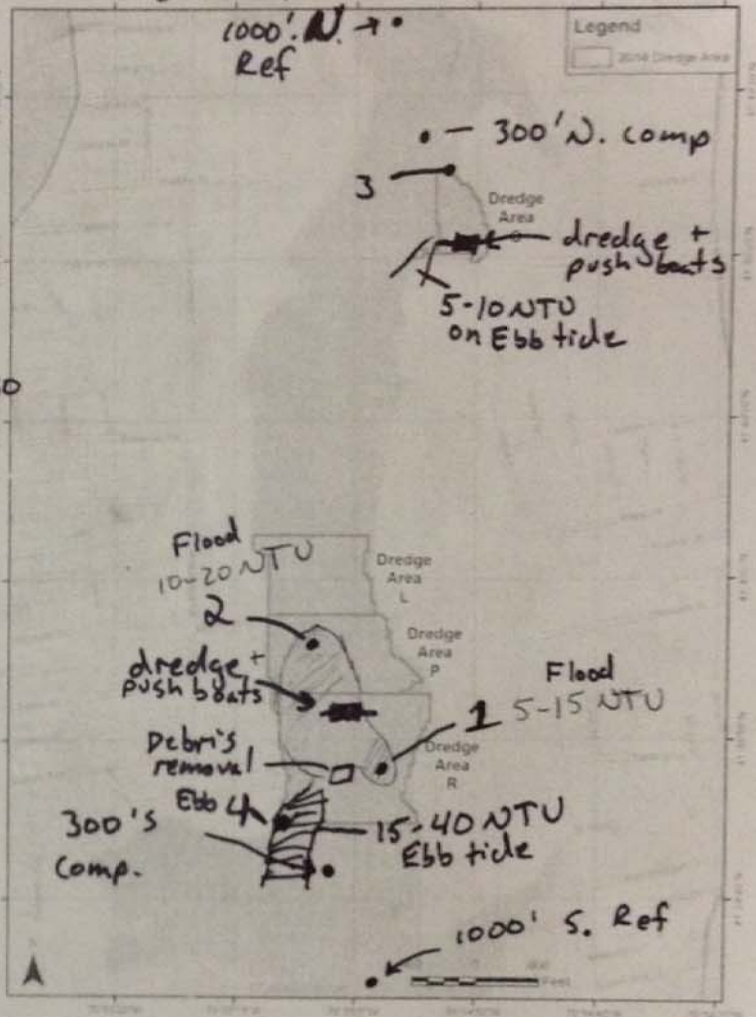 1000' N.
Ref
Legend
2014 Dredge Area
300' N. comp
3
Dredge
Area
O
dredge +
push boats
5-10 NTU
on Ebb tide
Flood
10-20 NTU
2
Dredge
Area
L
dredge +
push boats
Dredge
Area
P
Flood
1 5-15 NTU
Debris
removal
Dredge
Area
R
Ebb 4
300' S
Comp.
15-40 NTU
Ebb tide
1000' S. Ref
Feet